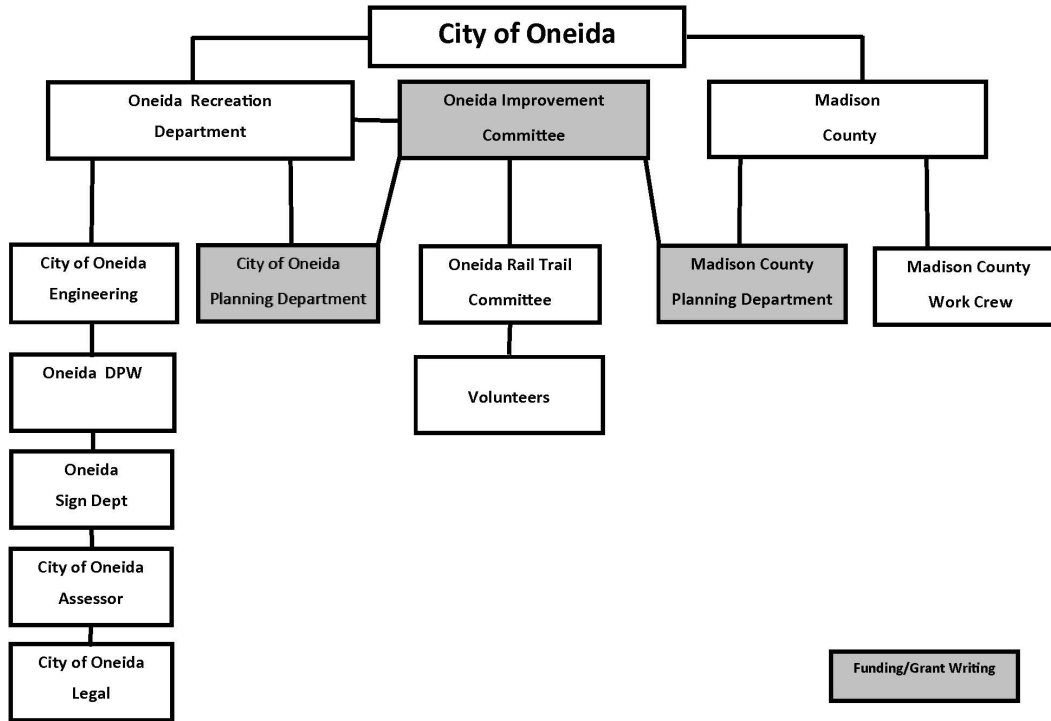 City of Oneida
Oneida Recreation
Department
Oneida Improvement
Committee
Madison
County
City of Oneida
Engineering
City of Oneida
Planning Department
Oneida Rail Trail
Committee
Madison County
Planning Department
Madison County
Work Crew
Oneida DPW
Volunteers
Oneida
Sign Dept
City of Oneida
Assessor
City of Oneida
Legal
Funding/Grant Writing